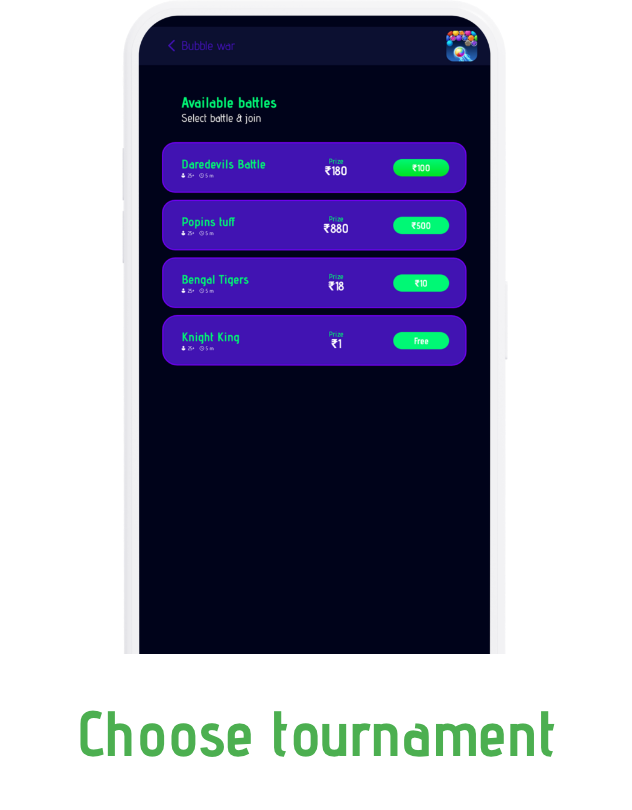 Bubble war
Available battles
Select battle & join
Daredevils Battle
25+ 5 m
Prize
₹180
₹100
Popins tuff
25+ 5 m
Prize
₹880
₹500
Bengal Tigers
25+ 5 m
Prize
₹18
₹10
Knight King
25+ 5 m
Prize
₹1
Free
Choose tournament